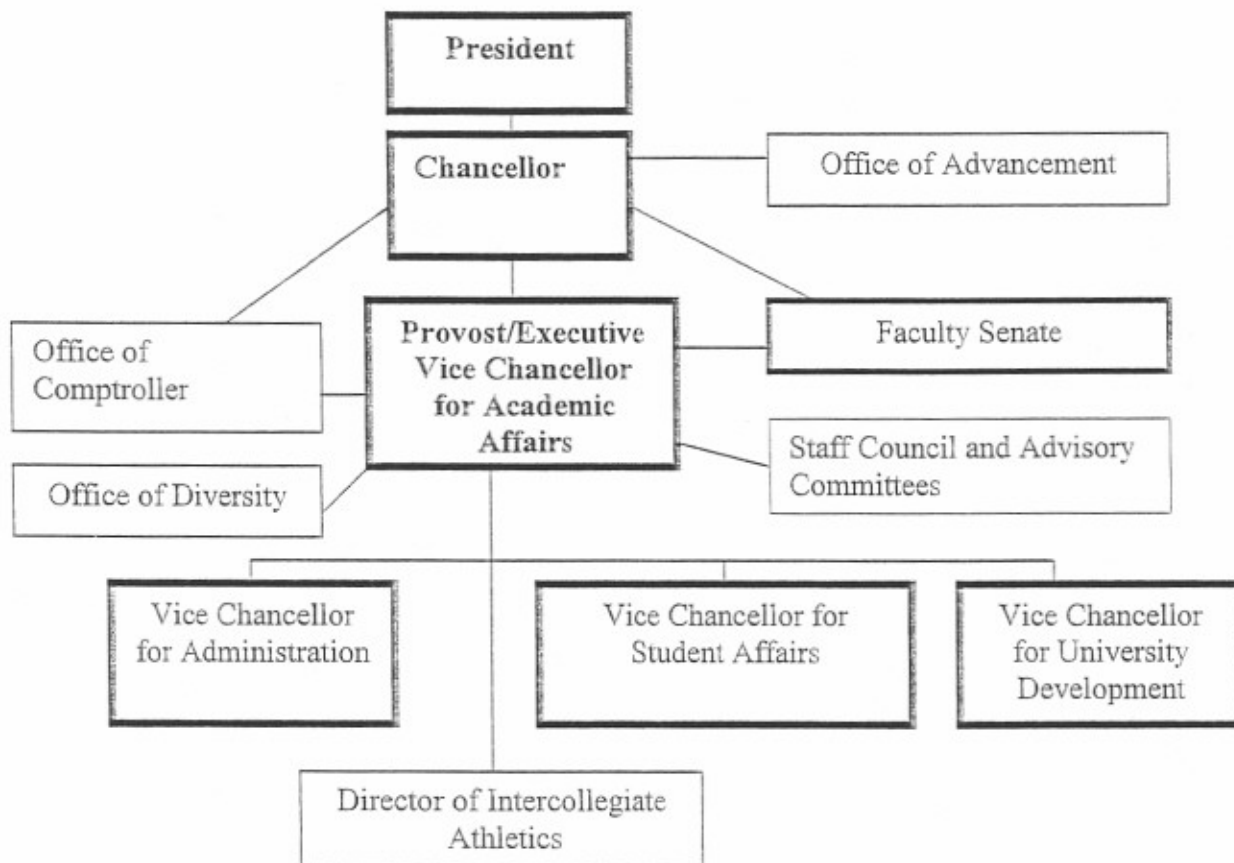 President
Chancellor
Office of Advancement
Office of
Comptroller
Provost/Executive
Vice Chancellor
for Academic
Affairs
Faculty Senate
Staff Council and Advisory
Committees
Office of Diversity
Vice Chancellor
for Administration
Vice Chancellor for
Student Affairs
Vice Chancellor
for University
Development
Director of Intercollegiate
Athletics